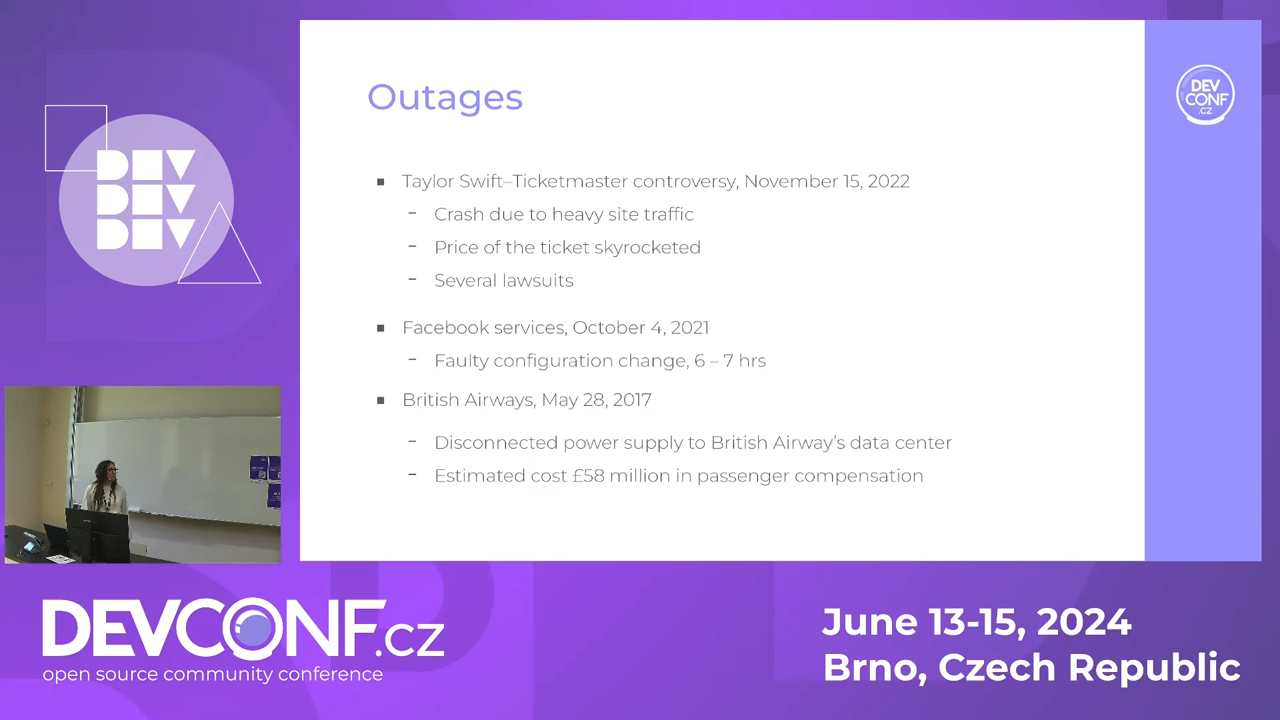 Outages
Taylor Swift–Ticketmaster controversy, November 15, 2022
Crash due to heavy site traffic
Price of the ticket skyrocketed
Several lawsuits
Facebook services, October 4, 2021
Faulty configuration change, 6 – 7 hrs
British Airways, May 28, 2017
Disconnected power supply to British Airway’s data center
Estimated cost £58 million in passenger compensation
DEV
CONF
.CZ
DEV
DEV
DEV
DEVCONF.cz
open source community conference
June 13-15, 2024
Brno, Czech Republic